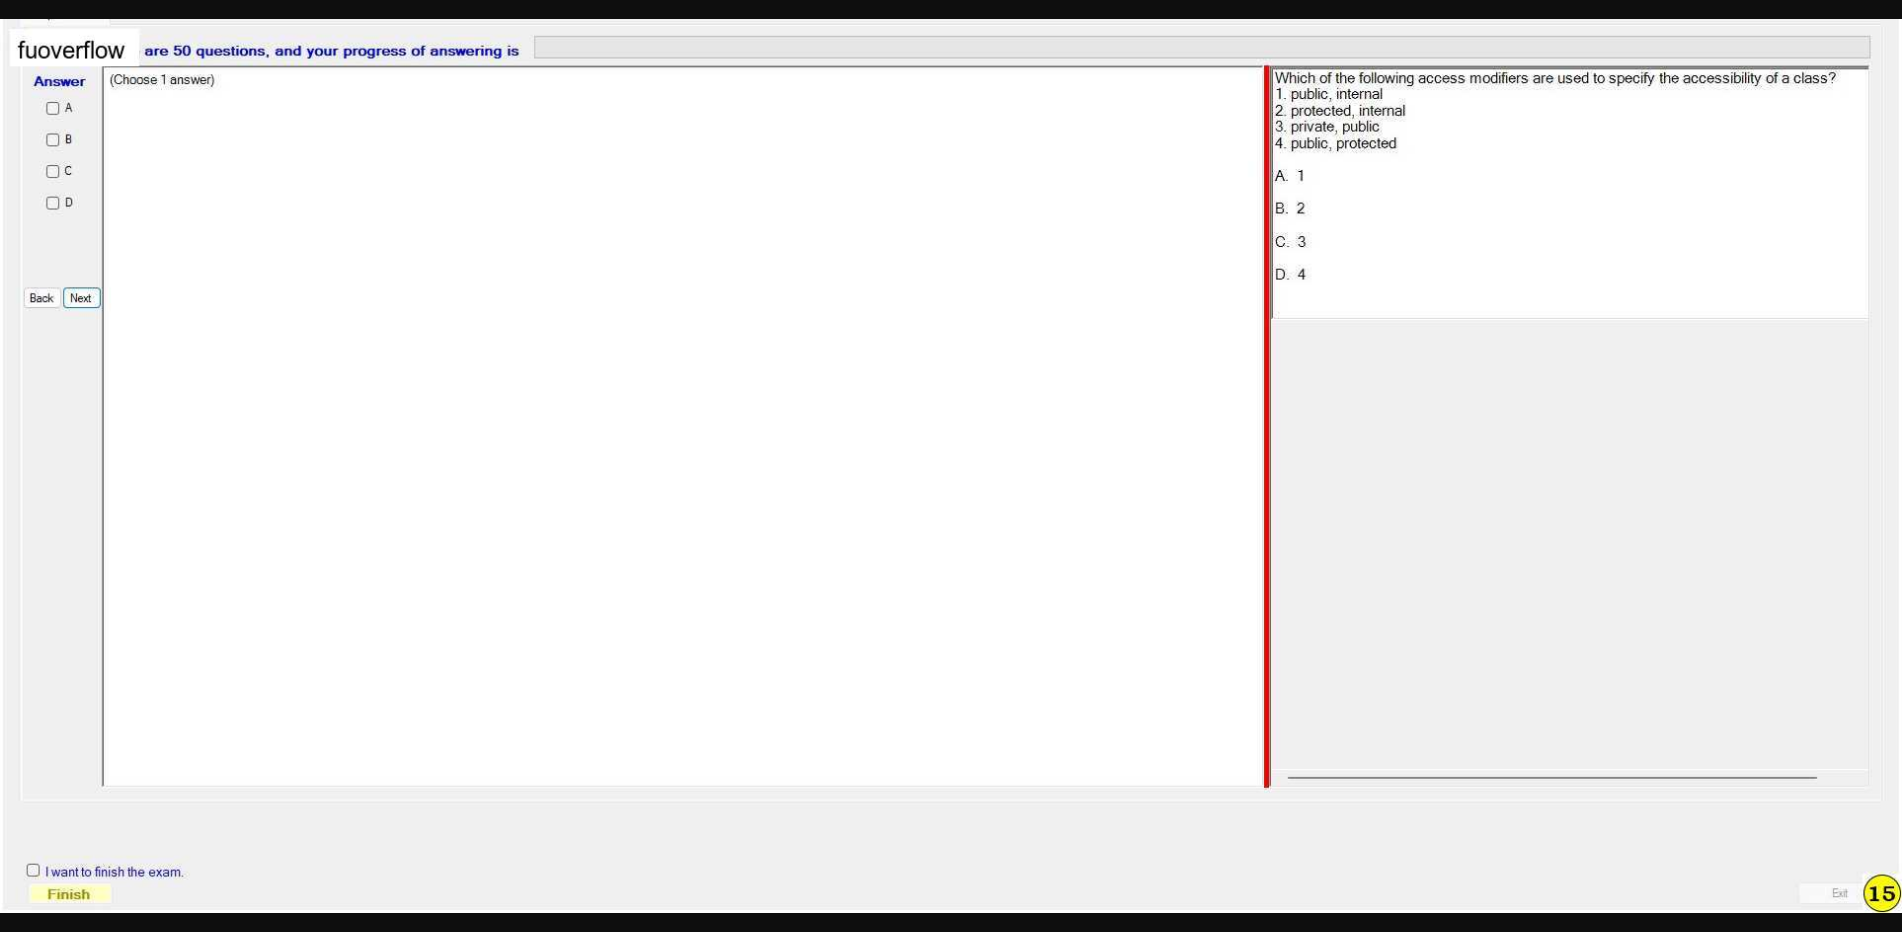 fuoverflow are 50 questions, and your progress of answering is
Answer
(Choose 1 answer)
A
B
C
D
Back Next
Which of the following access modifiers are used to specify the accessibility of a class?
1. public, internal
2. protected, internal
3. private, public
4. public, protected
A. 1
B. 2
C. 3
D. 4
I want to finish the exam.
Finish
Exit
15